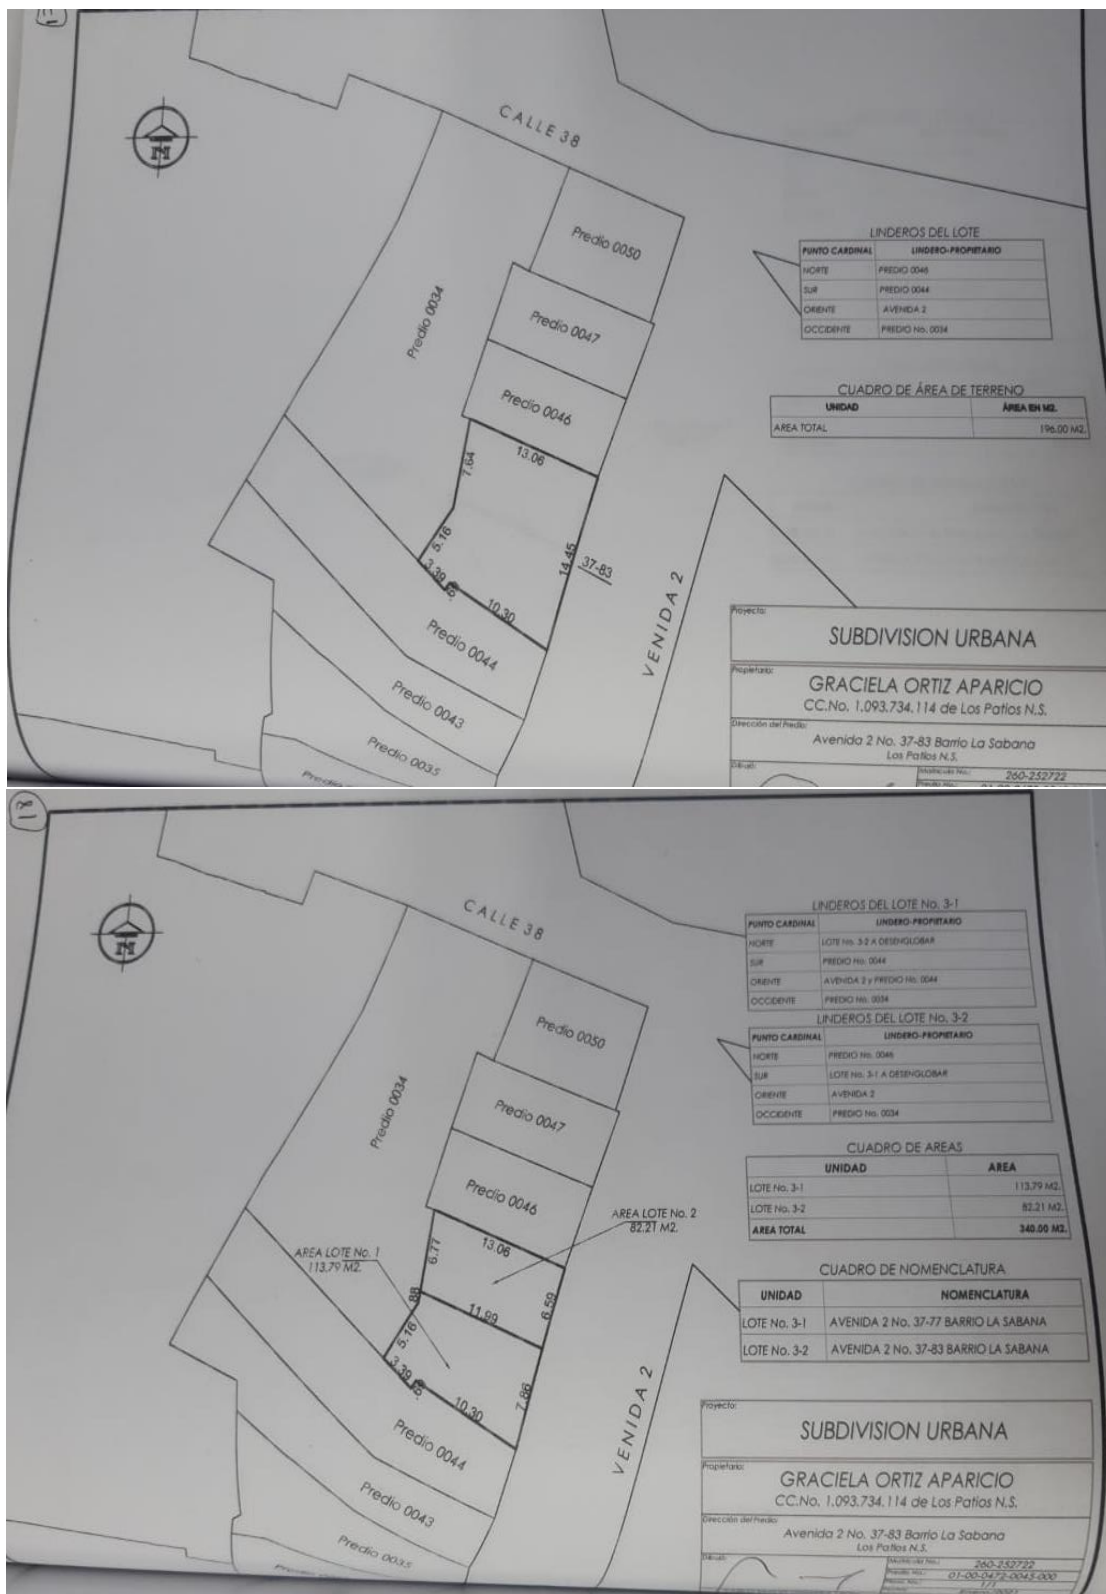 N
CALLE 38
Predio 0050
Predio 0034
Predio 0047
Predio 0046
13.06
7.64
5.16
3.39
10.30
14.45
37-83
Predio 0044
Predio 0043
Predio 0035
VENIDA 2
LINDEROS DEL LOTE
PUNTO CARDINAL LINDERO-PROPIETARIO
NORTE PREDIO 0046
SUR PREDIO 0044
ORIENTE AVENIDA 2
OCCIDENTE PREDIO No. 0034
CUADRO DE ÁREA DE TERRENO
UNIDAD ÁREA EN M2.
AREA TOTAL 196.00 M2.
Proyecto:
SUBDIVISION URBANA
Propietario:
GRACIELA ORTIZ APARICIO
CC.No. 1.093.734.114 de Los Patios N.S.
Dirección del Predio:
Avenida 2 No. 37-83 Barrio La Sabana
Los Patios N.S.
Dibujó:
Matricula No.: 260-252722
18
N
CALLE 38
Predio 0050
Predio 0034
Predio 0047
Predio 0046
AREA LOTE No. 2
82.21 M2.
AREA LOTE No. 1
113.79 M2.
13.06
6.77
.88
11.99
6.59
5.16
3.39
10.30
7.86
Predio 0044
Predio 0043
Predio 0035
VENIDA 2
LINDEROS DEL LOTE No. 3-1
PUNTO CARDINAL LINDERO-PROPIETARIO
NORTE LOTE No. 3-2 A DESENGLOBAR
SUR PREDIO No. 0044
ORIENTE AVENIDA 2 y PREDIO No. 0044
OCCIDENTE PREDIO No. 0034
LINDEROS DEL LOTE No. 3-2
PUNTO CARDINAL LINDERO-PROPIETARIO
NORTE PREDIO No. 0046
SUR LOTE No. 3-1 A DESENGLOBAR
ORIENTE AVENIDA 2
OCCIDENTE PREDIO No. 0034
CUADRO DE AREAS
UNIDAD AREA
LOTE No. 3-1 113.79 M2.
LOTE No. 3-2 82.21 M2.
AREA TOTAL 340.00 M2.
CUADRO DE NOMENCLATURA
UNIDAD NOMENCLATURA
LOTE No. 3-1 AVENIDA 2 No. 37-77 BARRIO LA SABANA
LOTE No. 3-2 AVENIDA 2 No. 37-83 BARRIO LA SABANA
Proyecto:
SUBDIVISION URBANA
Propietario:
GRACIELA ORTIZ APARICIO
CC.No. 1.093.734.114 de Los Patios N.S.
Dirección del Predio:
Avenida 2 No. 37-83 Barrio La Sabana
Los Patios N.S.
Dibujó:
Matricula No.: 260-252722
Predio No.: 01-00-0472-0045-000